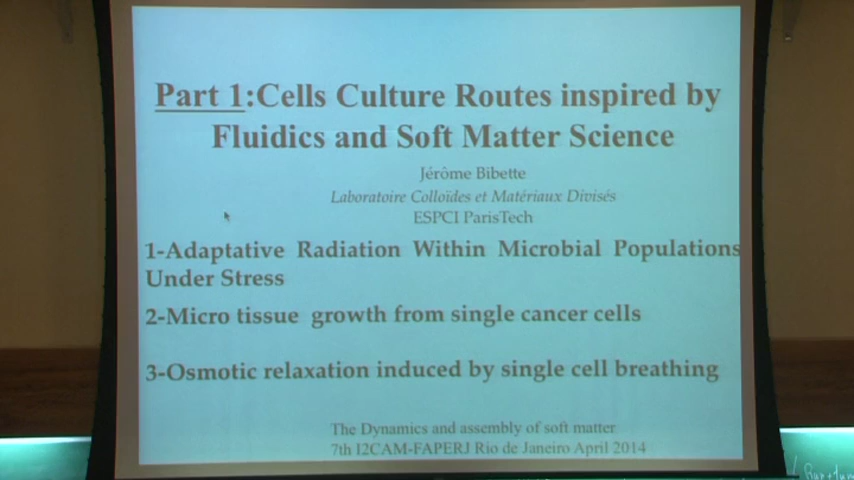 Part 1:Cells Culture Routes inspired by
Fluidics and Soft Matter Science
Jérôme Bibette
Laboratoire Colloïdes et Matériaux Divisés
ESPCI ParisTech
1-Adaptative Radiation Within Microbial Populations
Under Stress
2-Micro tissue growth from single cancer cells
3-Osmotic relaxation induced by single cell breathing
The Dynamics and assembly of soft matter
7th I2CAM-FAPERJ Rio de Janeiro April 2014